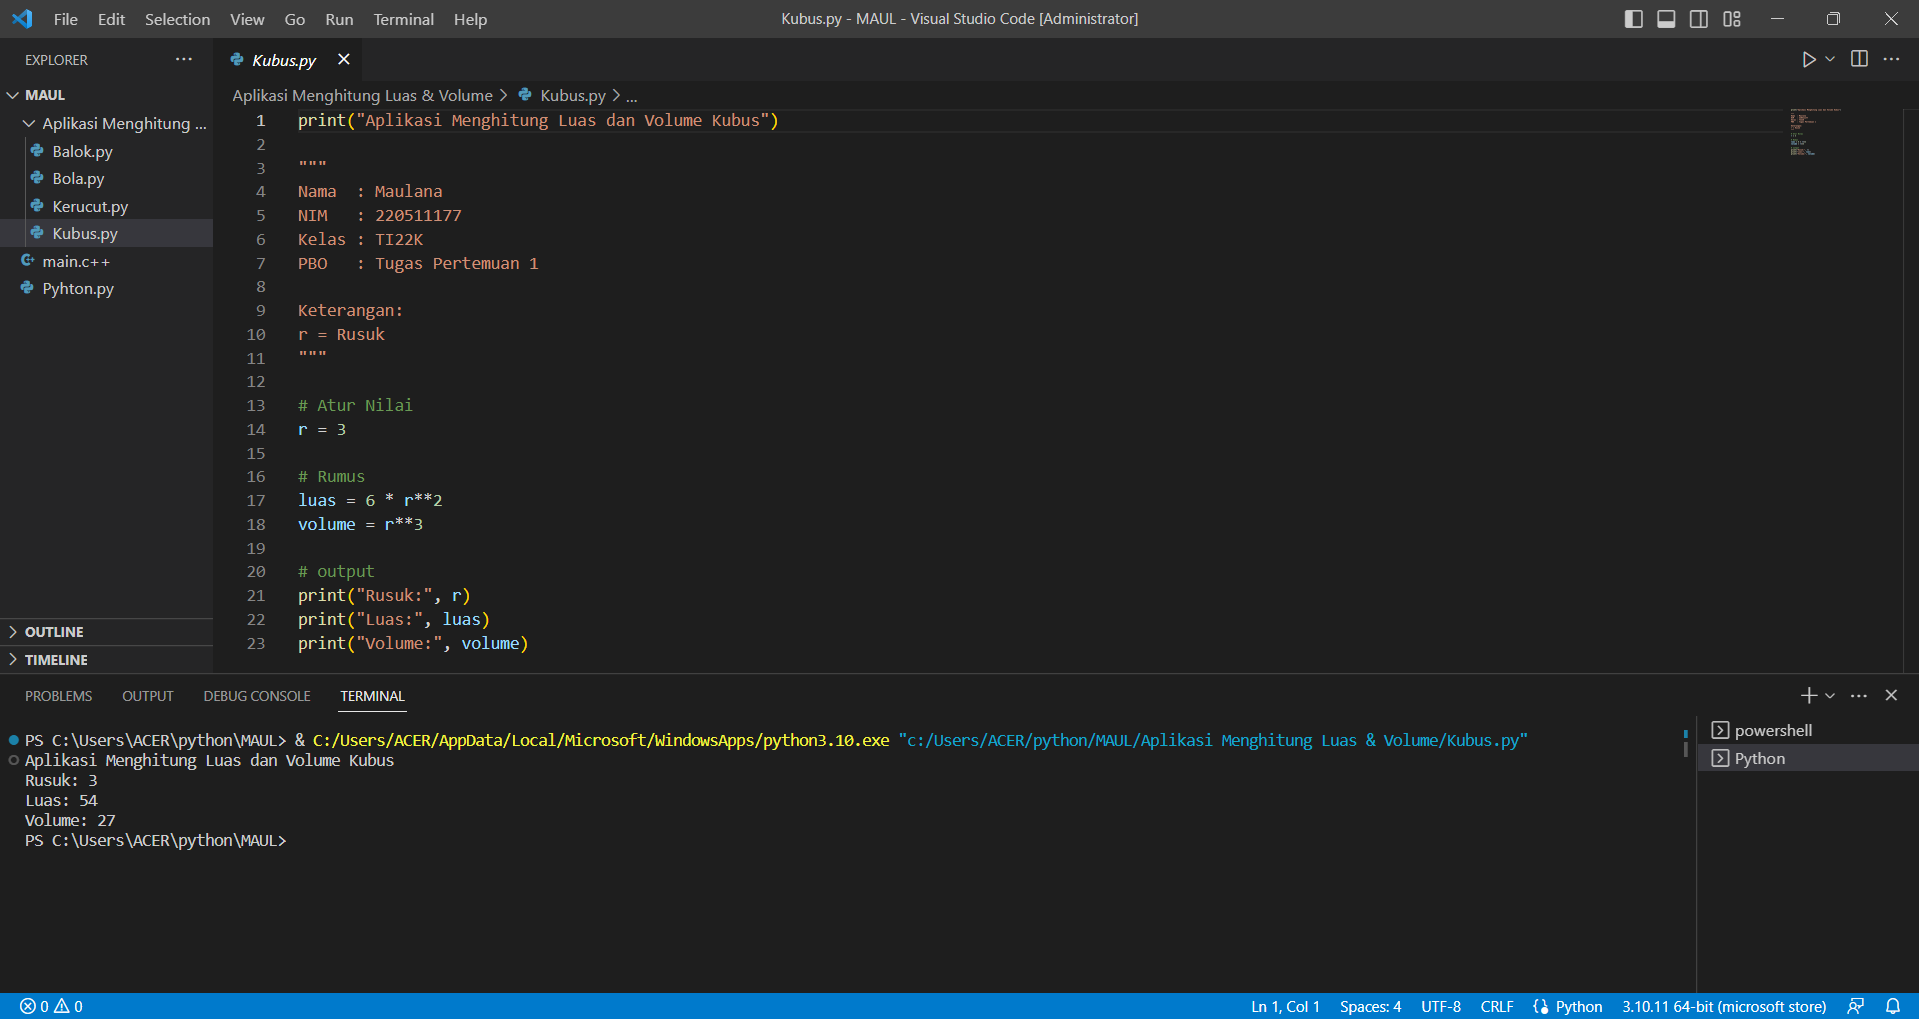 File Edit Selection View Go Run Terminal Help
Kubus.py - MAUL - Visual Studio Code [Administrator]
EXPLORER
MAUL
Aplikasi Menghitung ...
Balok.py
Bola.py
Kerucut.py
Kubus.py
main.c++
Pyhton.py
OUTLINE
TIMELINE
Kubus.py
Aplikasi Menghitung Luas & Volume > Kubus.py > ...
1 print("Aplikasi Menghitung Luas dan Volume Kubus")
2
3 """
4 Nama  : Maulana
5 NIM   : 220511177
6 Kelas : TI22K
7 PBO   : Tugas Pertemuan 1
8
9 Keterangan:
10 r = Rusuk
11 """
12
13 # Atur Nilai
14 r = 3
15
16 # Rumus
17 luas = 6 * r**2
18 volume = r**3
19
20 # output
21 print("Rusuk:", r)
22 print("Luas:", luas)
23 print("Volume:", volume)
PROBLEMS OUTPUT DEBUG CONSOLE TERMINAL
PS C:\Users\ACER\python\MAUL> & C:/Users/ACER/AppData/Local/Microsoft/WindowsApps/python3.10.exe "c:/Users/ACER/python/MAUL/Aplikasi Menghitung Luas & Volume/Kubus.py"
Aplikasi Menghitung Luas dan Volume Kubus
Rusuk: 3
Luas: 54
Volume: 27
PS C:\Users\ACER\python\MAUL>
powershell
Python
0 0
Ln 1, Col 1 Spaces: 4 UTF-8 CRLF Python 3.10.11 64-bit (microsoft store)